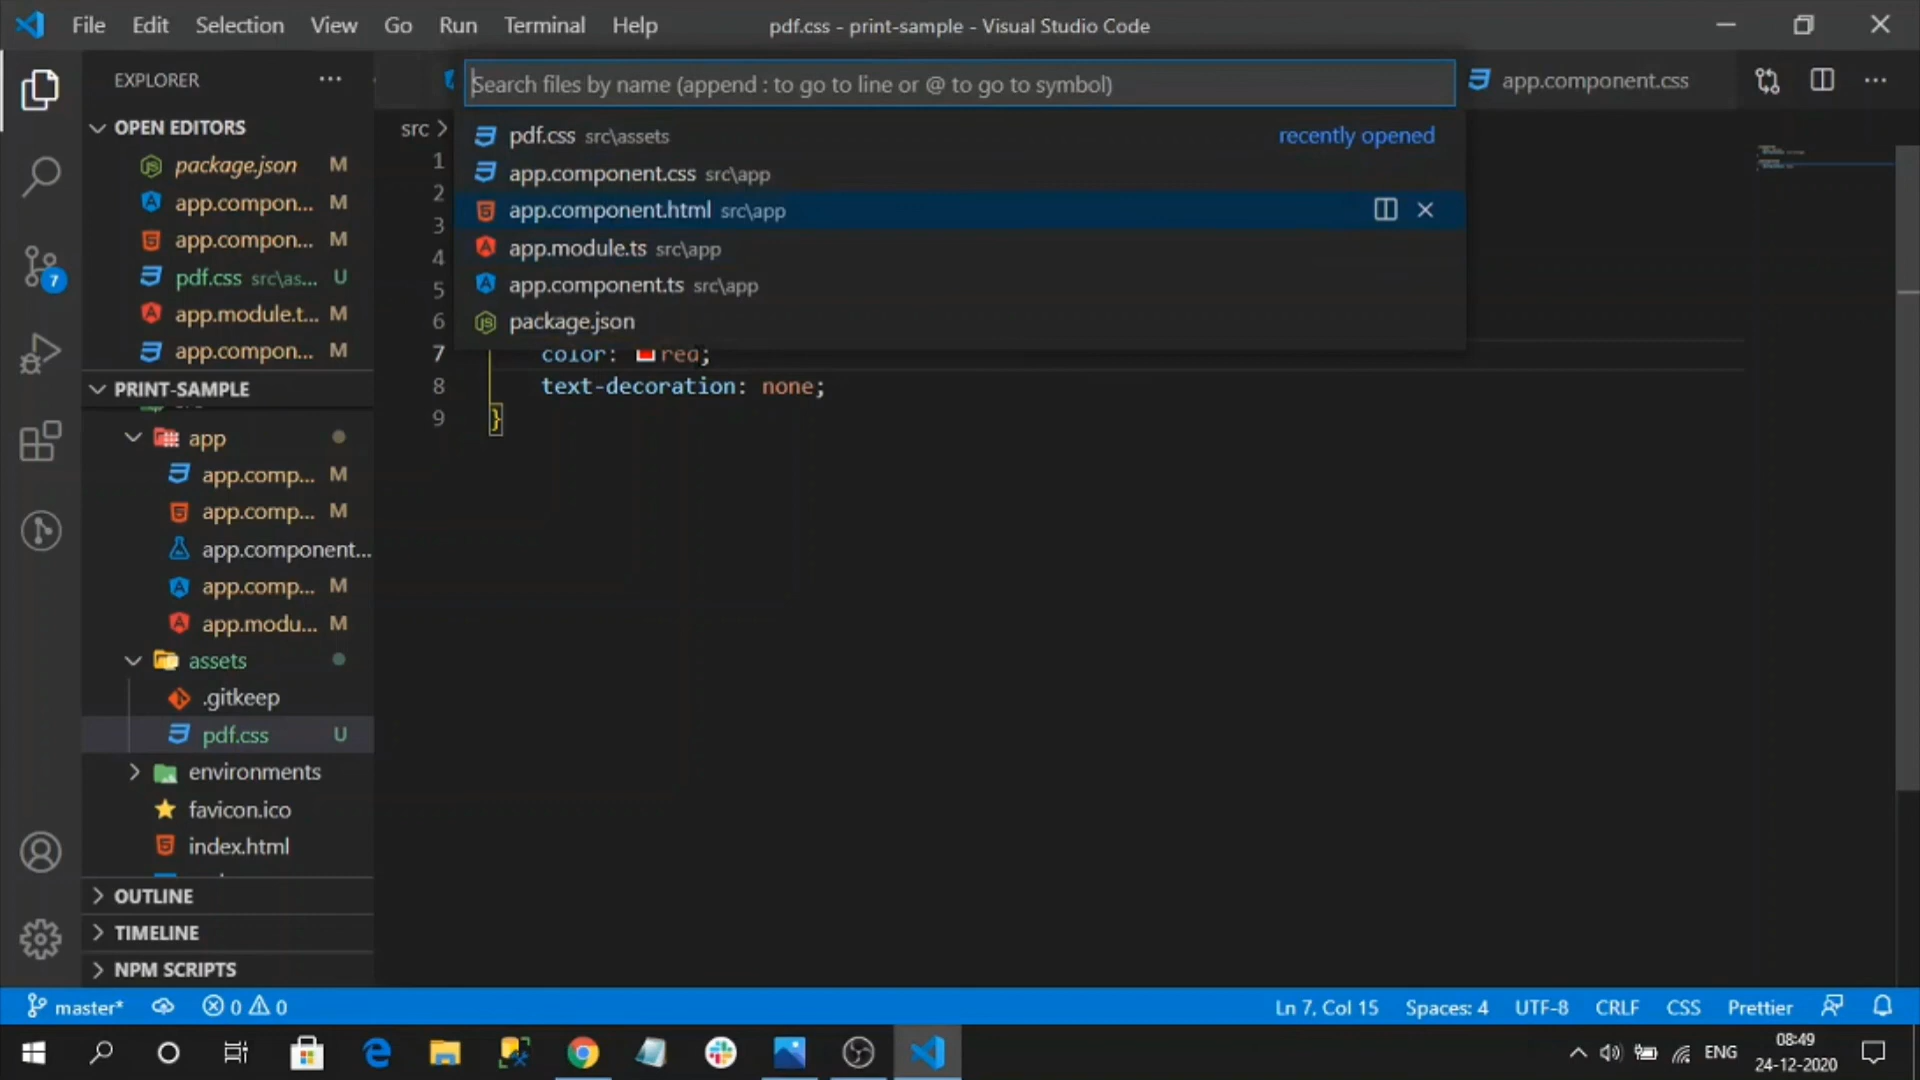 File Edit Selection View Go Run Terminal Help pdf.css - print-sample - Visual Studio Code
EXPLORER
Search files by name (append : to go to line or @ to go to symbol)
app.component.css
OPEN EDITORS
package.json M
app.compon... M
app.compon... M
pdf.css src\as... U
app.module.t... M
app.compon... M
PRINT-SAMPLE
app
app.comp... M
app.comp... M
app.component...
app.comp... M
app.modu... M
assets
.gitkeep
pdf.css U
environments
favicon.ico
index.html
OUTLINE
TIMELINE
NPM SCRIPTS
src
pdf.css src\assets recently opened
app.component.css src\app
app.component.html src\app
app.module.ts src\app
app.component.ts src\app
package.json
1
2
3
4
5
6
7 color: red;
8 text-decoration: none;
9 }
7
master* 0 0 Ln 7, Col 15 Spaces: 4 UTF-8 CRLF CSS Prettier
ENG 08:49
24-12-2020